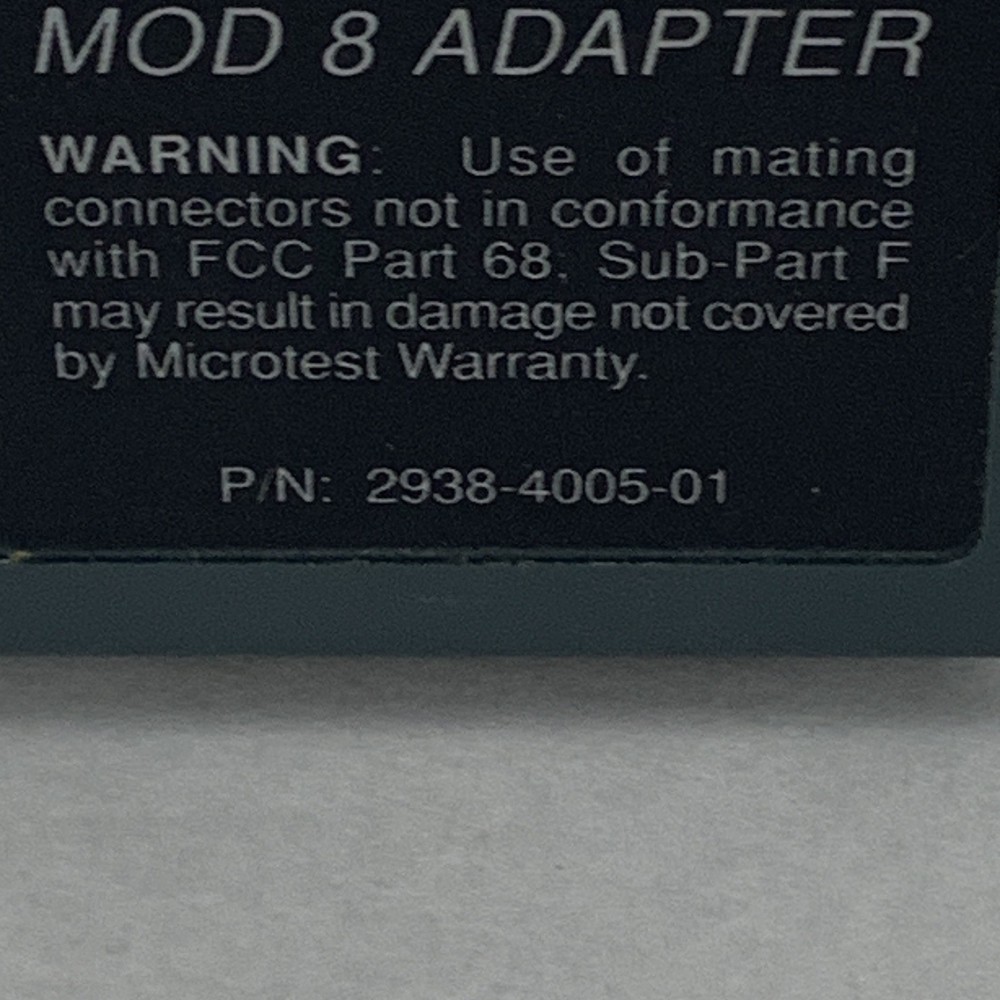 MOD 8 ADAPTER
WARNING: Use of mating
connectors not in conformance
with FCC Part 68, Sub-Part F
may result in damage not covered
by Microtest Warranty.
P/N: 2938-4005-01